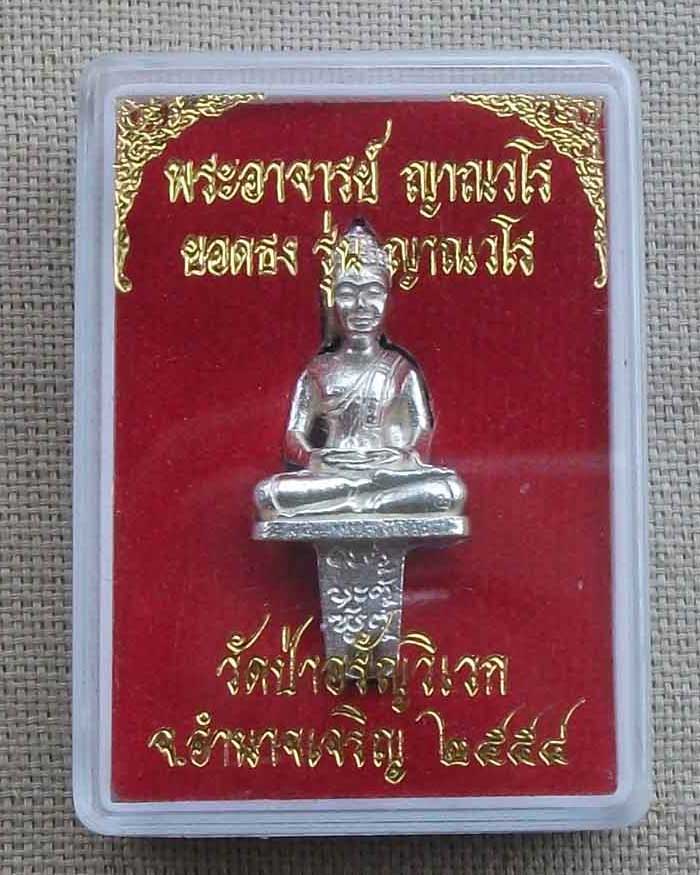 พระอาจารย์ ญาณวโร
ยอดธง รุ่น ญาณวโร
วัดป่าอรัญวิเวก
จ.อำนาจเจริญ ๒๕๕๔